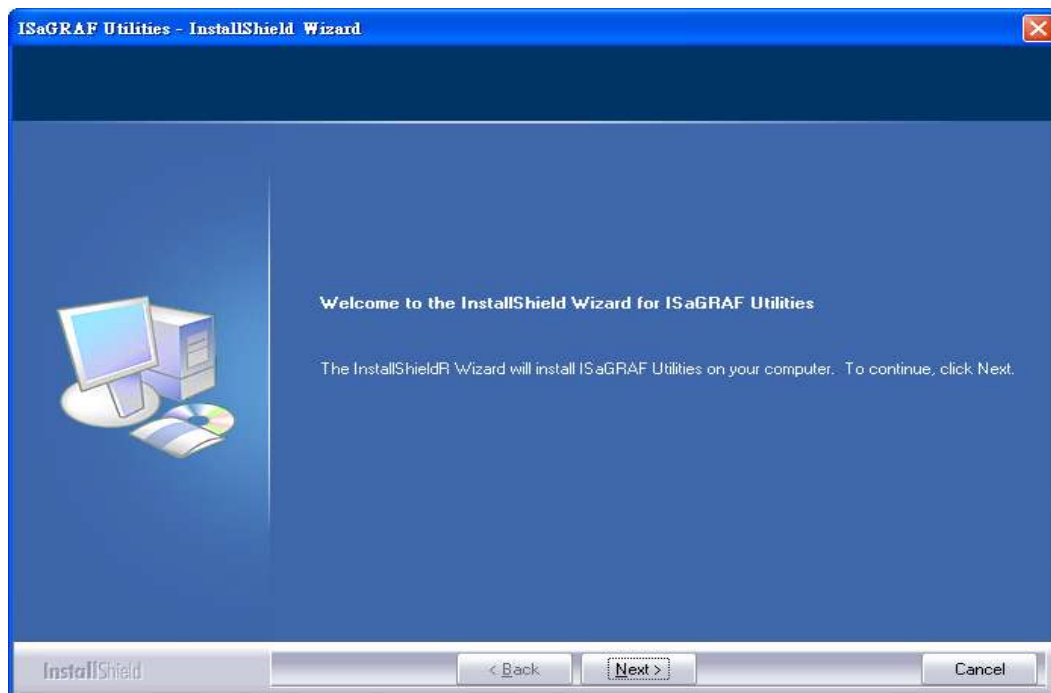 ISaGRAF Utilities - InstallShield Wizard
Welcome to the InstallShield Wizard for ISaGRAF Utilities
The InstallShieldR Wizard will install ISaGRAF Utilities on your computer. To continue, click Next.
InstallShield
< Back
Next >
Cancel